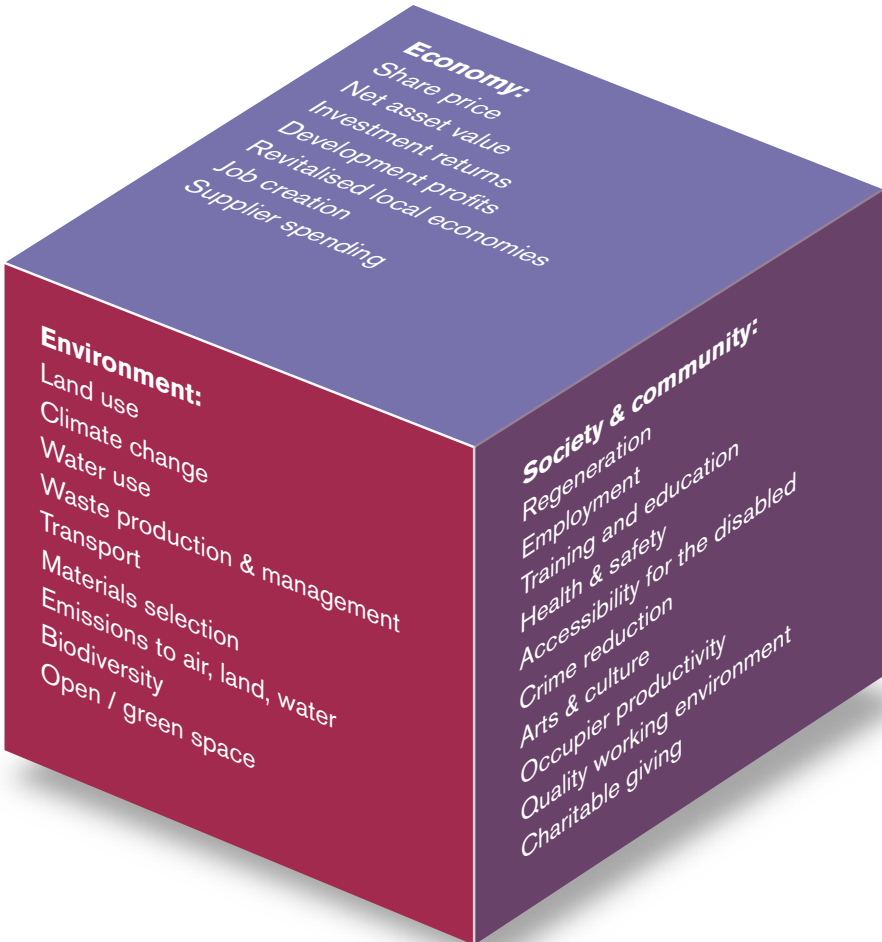 Economy:
Share price
Net asset value
Investment returns
Development profits
Revitalised local economies
Job creation
Supplier spending
Environment:
Land use
Climate change
Water use
Waste production & management
Transport
Materials selection
Emissions to air, land, water
Biodiversity
Open / green space
Society & community:
Regeneration
Employment
Training and education
Health & safety
Accessibility for the disabled
Crime reduction
Arts & culture
Occupier productivity
Quality working environment
Charitable giving